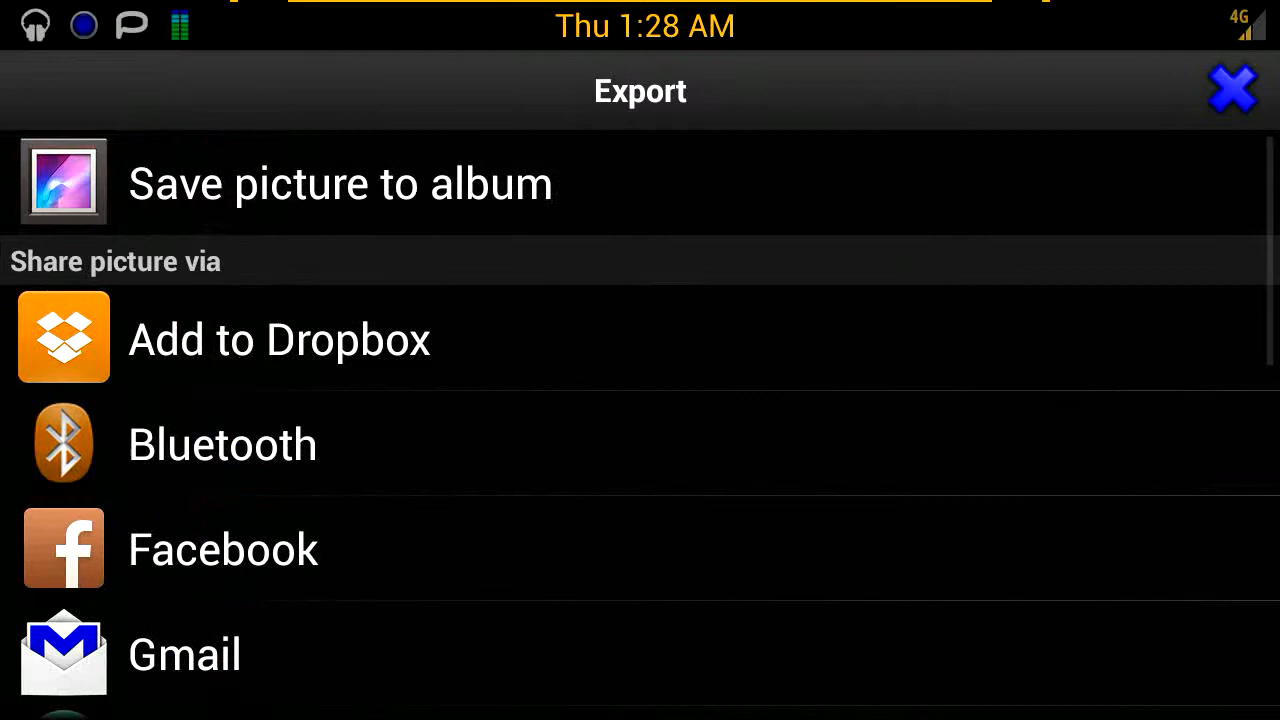 Thu 1:28 AM
4G
Export
Save picture to album
Share picture via
Add to Dropbox
Bluetooth
Facebook
Gmail